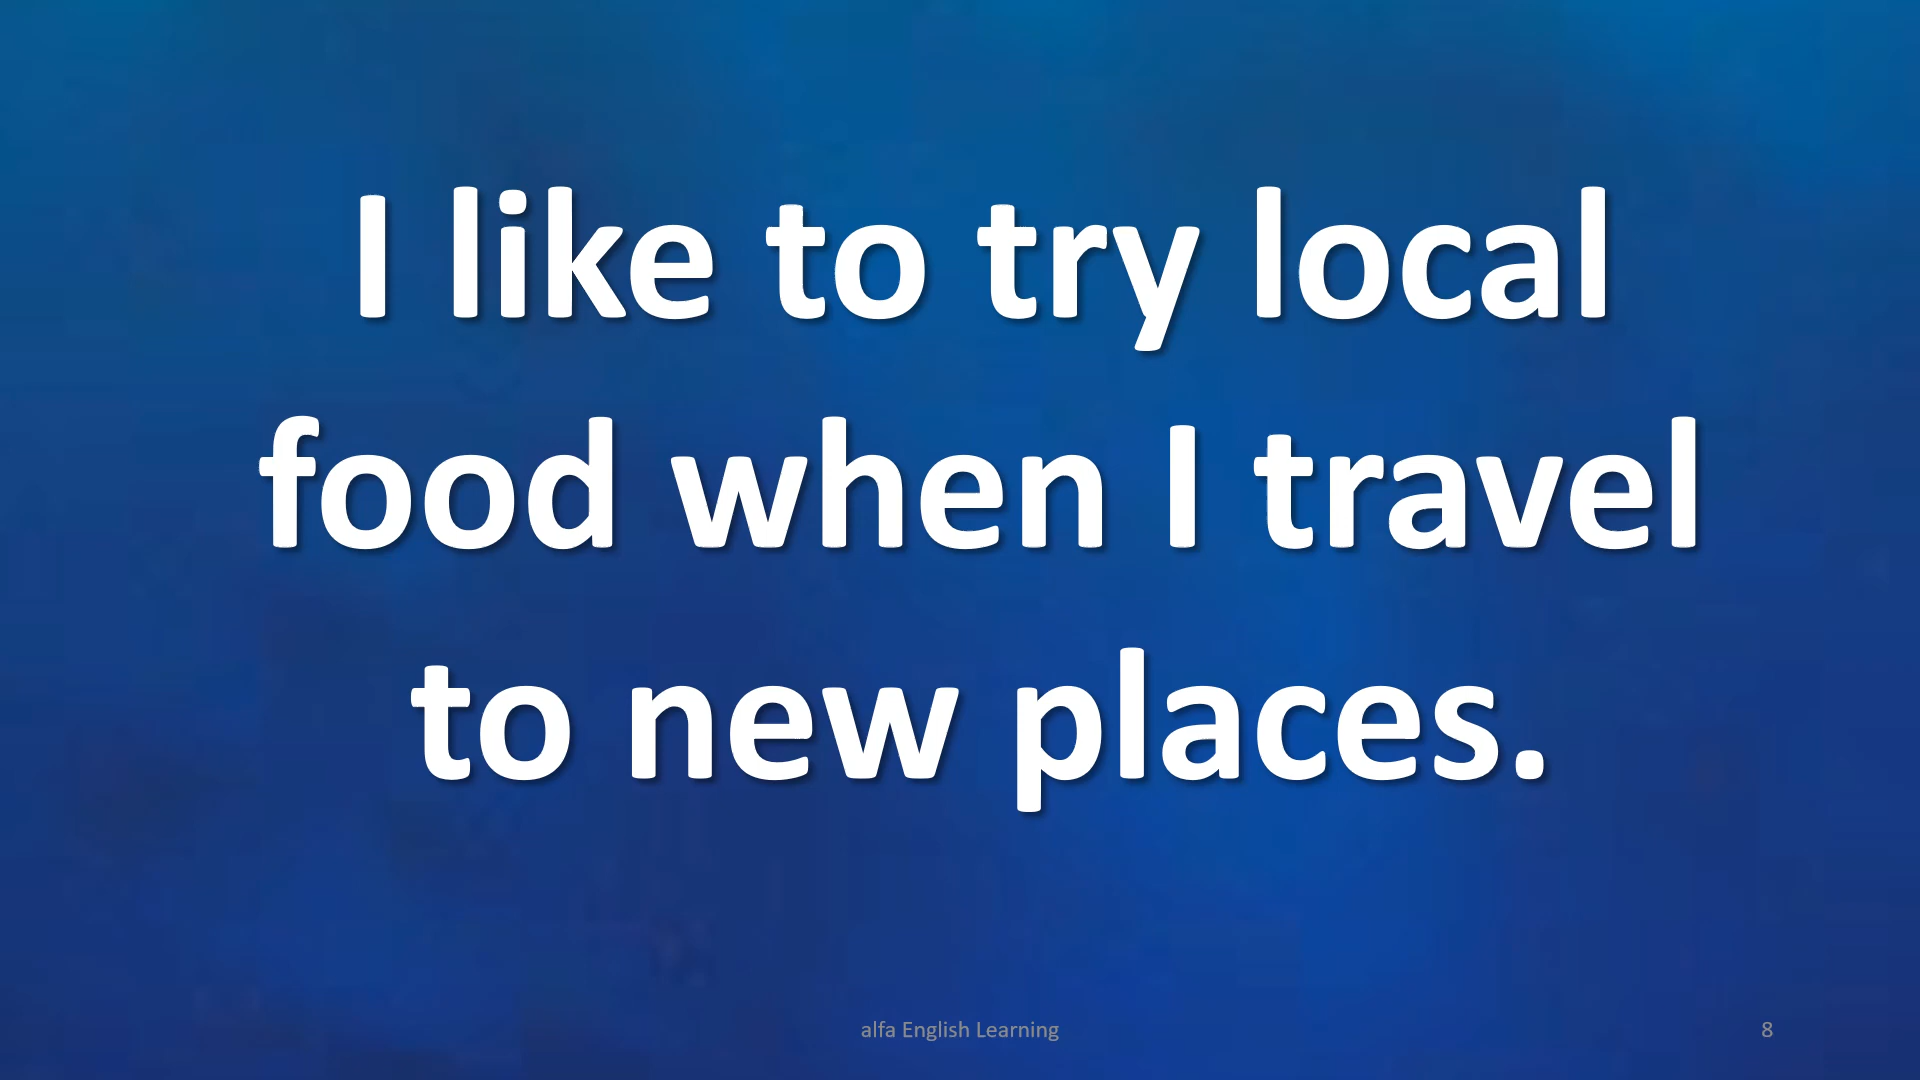 I like to try local
food when I travel
to new places.
alfa English Learning
8